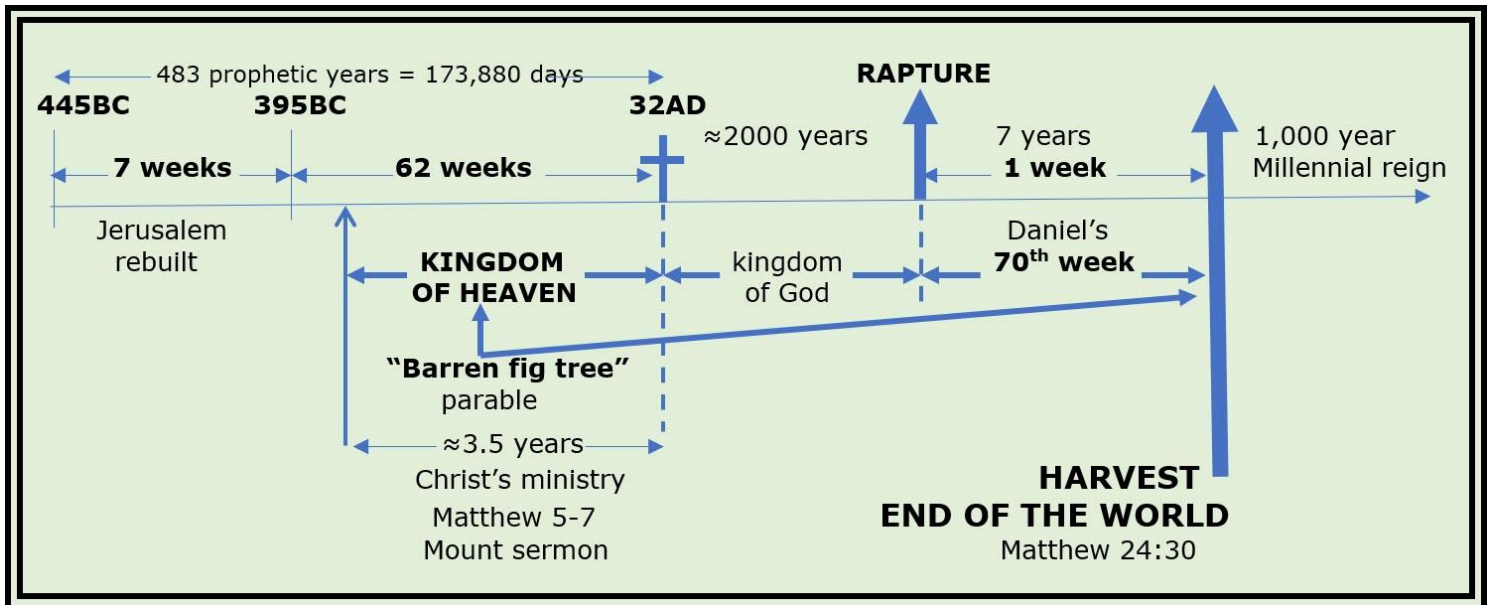 483 prophetic years = 173,880 days
445BC 395BC 32AD
RAPTURE
≈2000 years
7 weeks
62 weeks
7 years
1 week
1,000 year
Millennial reign
Jerusalem
rebuilt
KINGDOM
OF HEAVEN
kingdom
of God
Daniel’s
70th week
“Barren fig tree”
parable
≈3.5 years
Christ’s ministry
Matthew 5-7
Mount sermon
HARVEST
END OF THE WORLD
Matthew 24:30